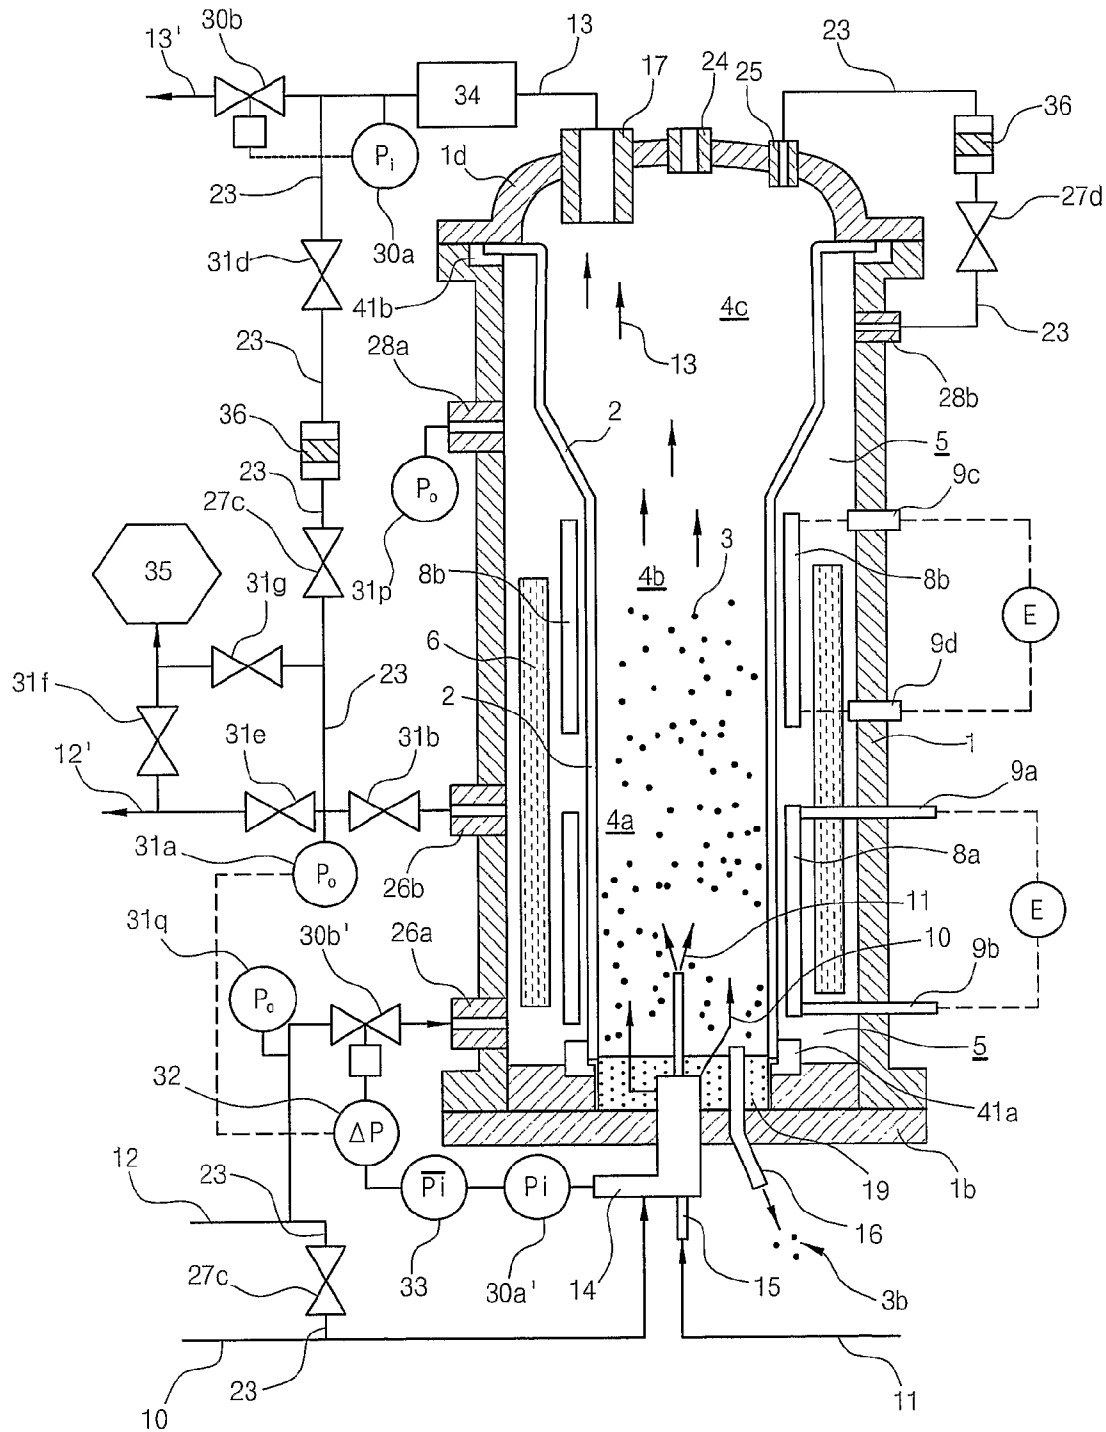 30b
13'
13
17
24
25
23
34
36
Pi
1d
23
27d
30a
31d
41b
4c
23
28a
13
23
28b
36
2
5
23
Po
9c
27c
3
35
31g
8b
31p
4b
8b
E
6
9d
31f
23
2
1
31e
31b
12'
9a
4a
31a
Po
26b
8a
11
E
31q
30b'
26a
10
9b
Po
5
32
41a
ΔP
12
23
Pi
Pi
19
1b
14
16
27c
33
30a'
15
3b
23
10
11